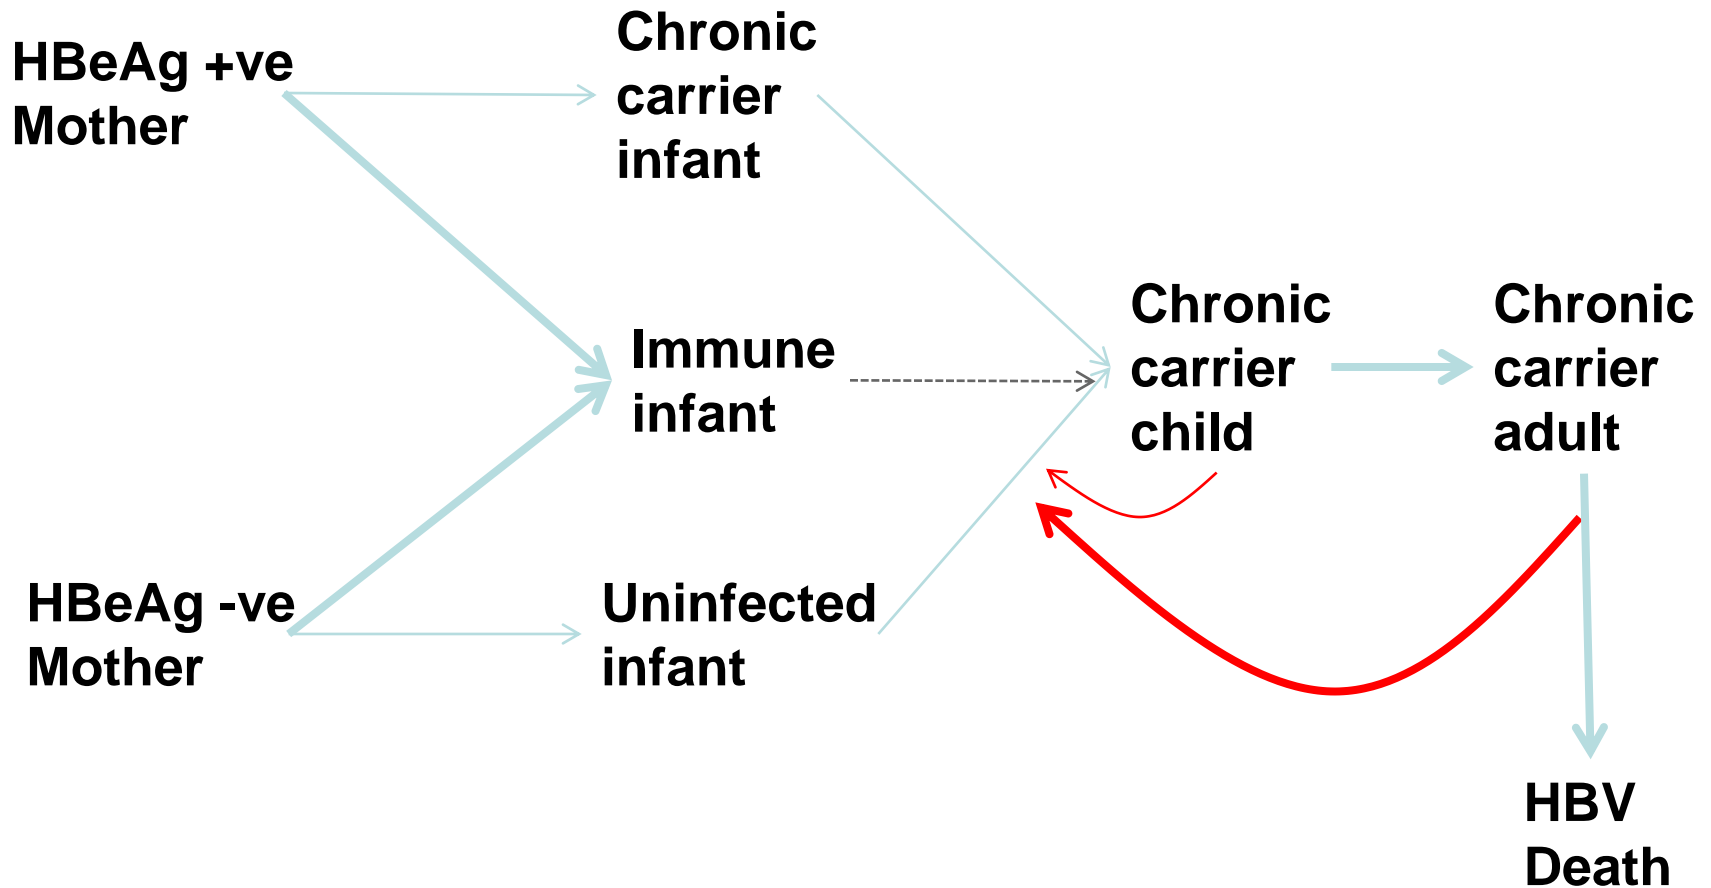 HBeAg +ve
Mother
Chronic
carrier
infant
Immune
infant
Chronic
carrier
child
Chronic
carrier
adult
HBeAg -ve
Mother
Uninfected
infant
HBV
Death